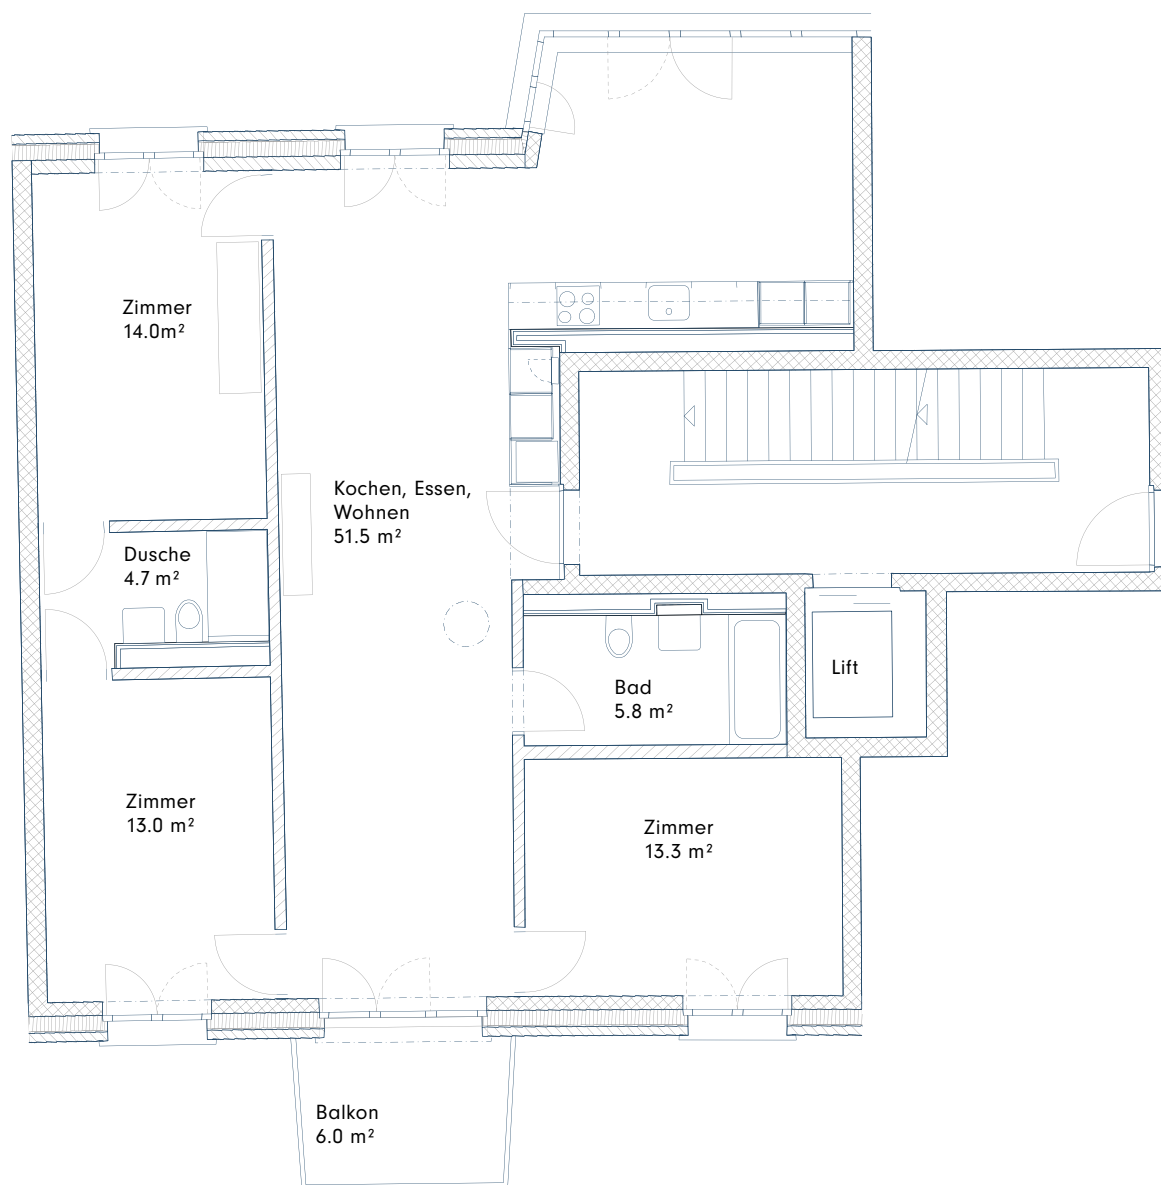 Zimmer
14.0m²
Kochen, Essen,
Wohnen
51.5 m²
Dusche
4.7 m²
Lift
Bad
5.8 m²
Zimmer
13.0 m²
Zimmer
13.3 m²
Balkon
6.0 m²